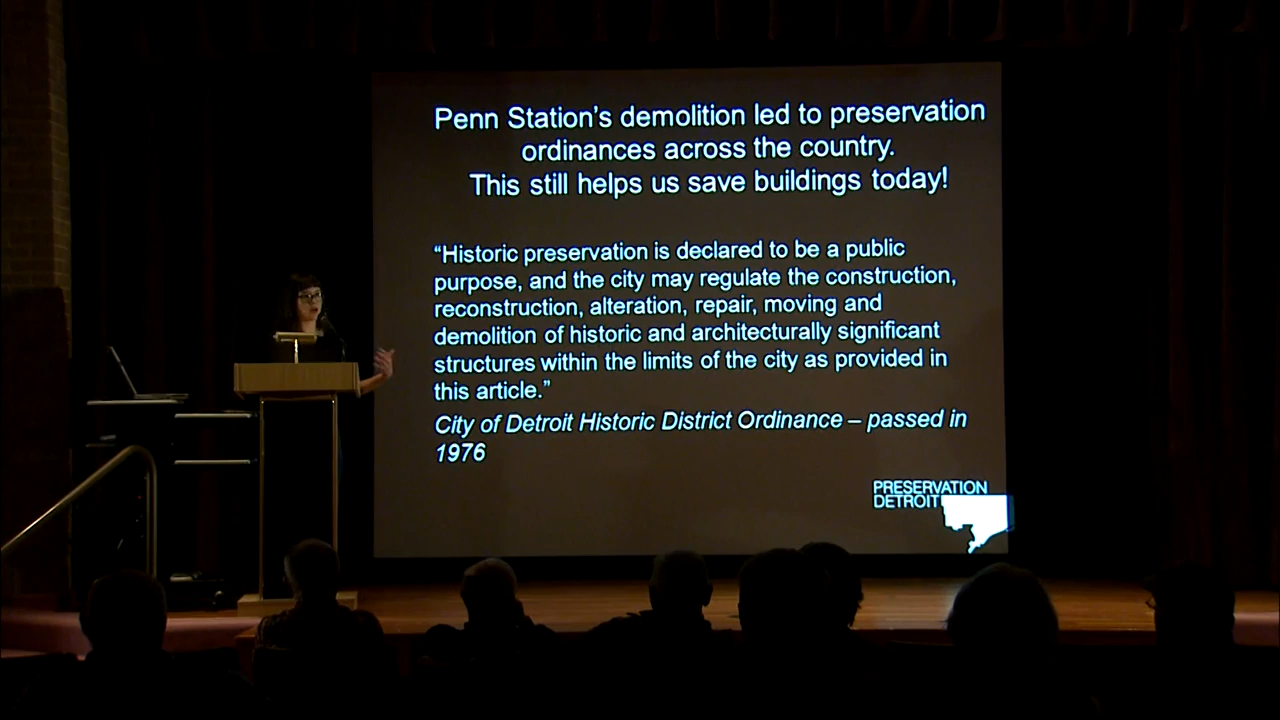 Penn Station’s demolition led to preservation
ordinances across the country.
This still helps us save buildings today!
“Historic preservation is declared to be a public
purpose, and the city may regulate the construction,
reconstruction, alteration, repair, moving and
demolition of historic and architecturally significant
structures within the limits of the city as provided in
this article.”
City of Detroit Historic District Ordinance – passed in
1976
PRESERVATION
DETROIT